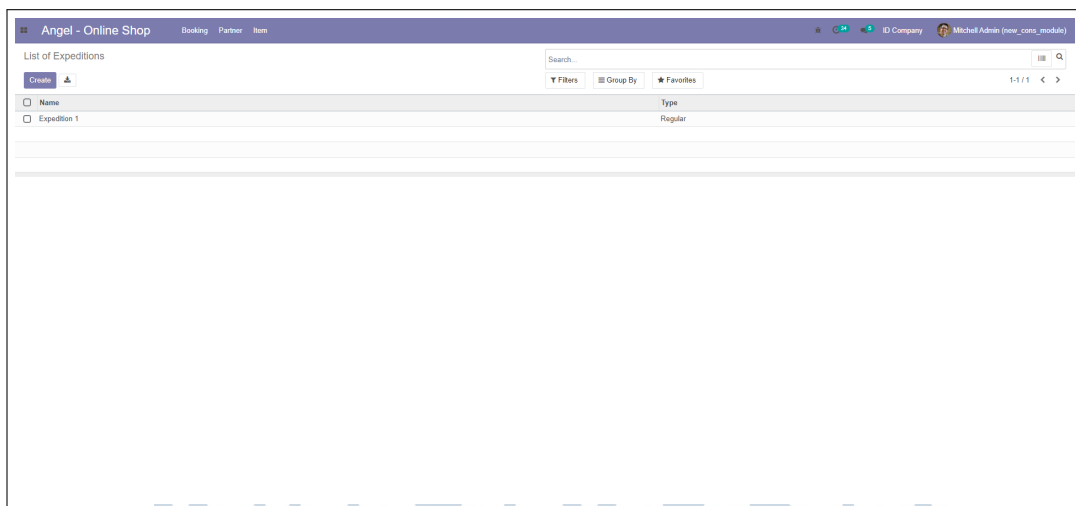 Angel - Online Shop Booking Partner Item 24 5 ID Company Mitchell Admin (new_cons_module)
List of Expeditions Search...
Create Filters Group By Favorites 1-1 / 1
Name Type
Expedition 1 Regular